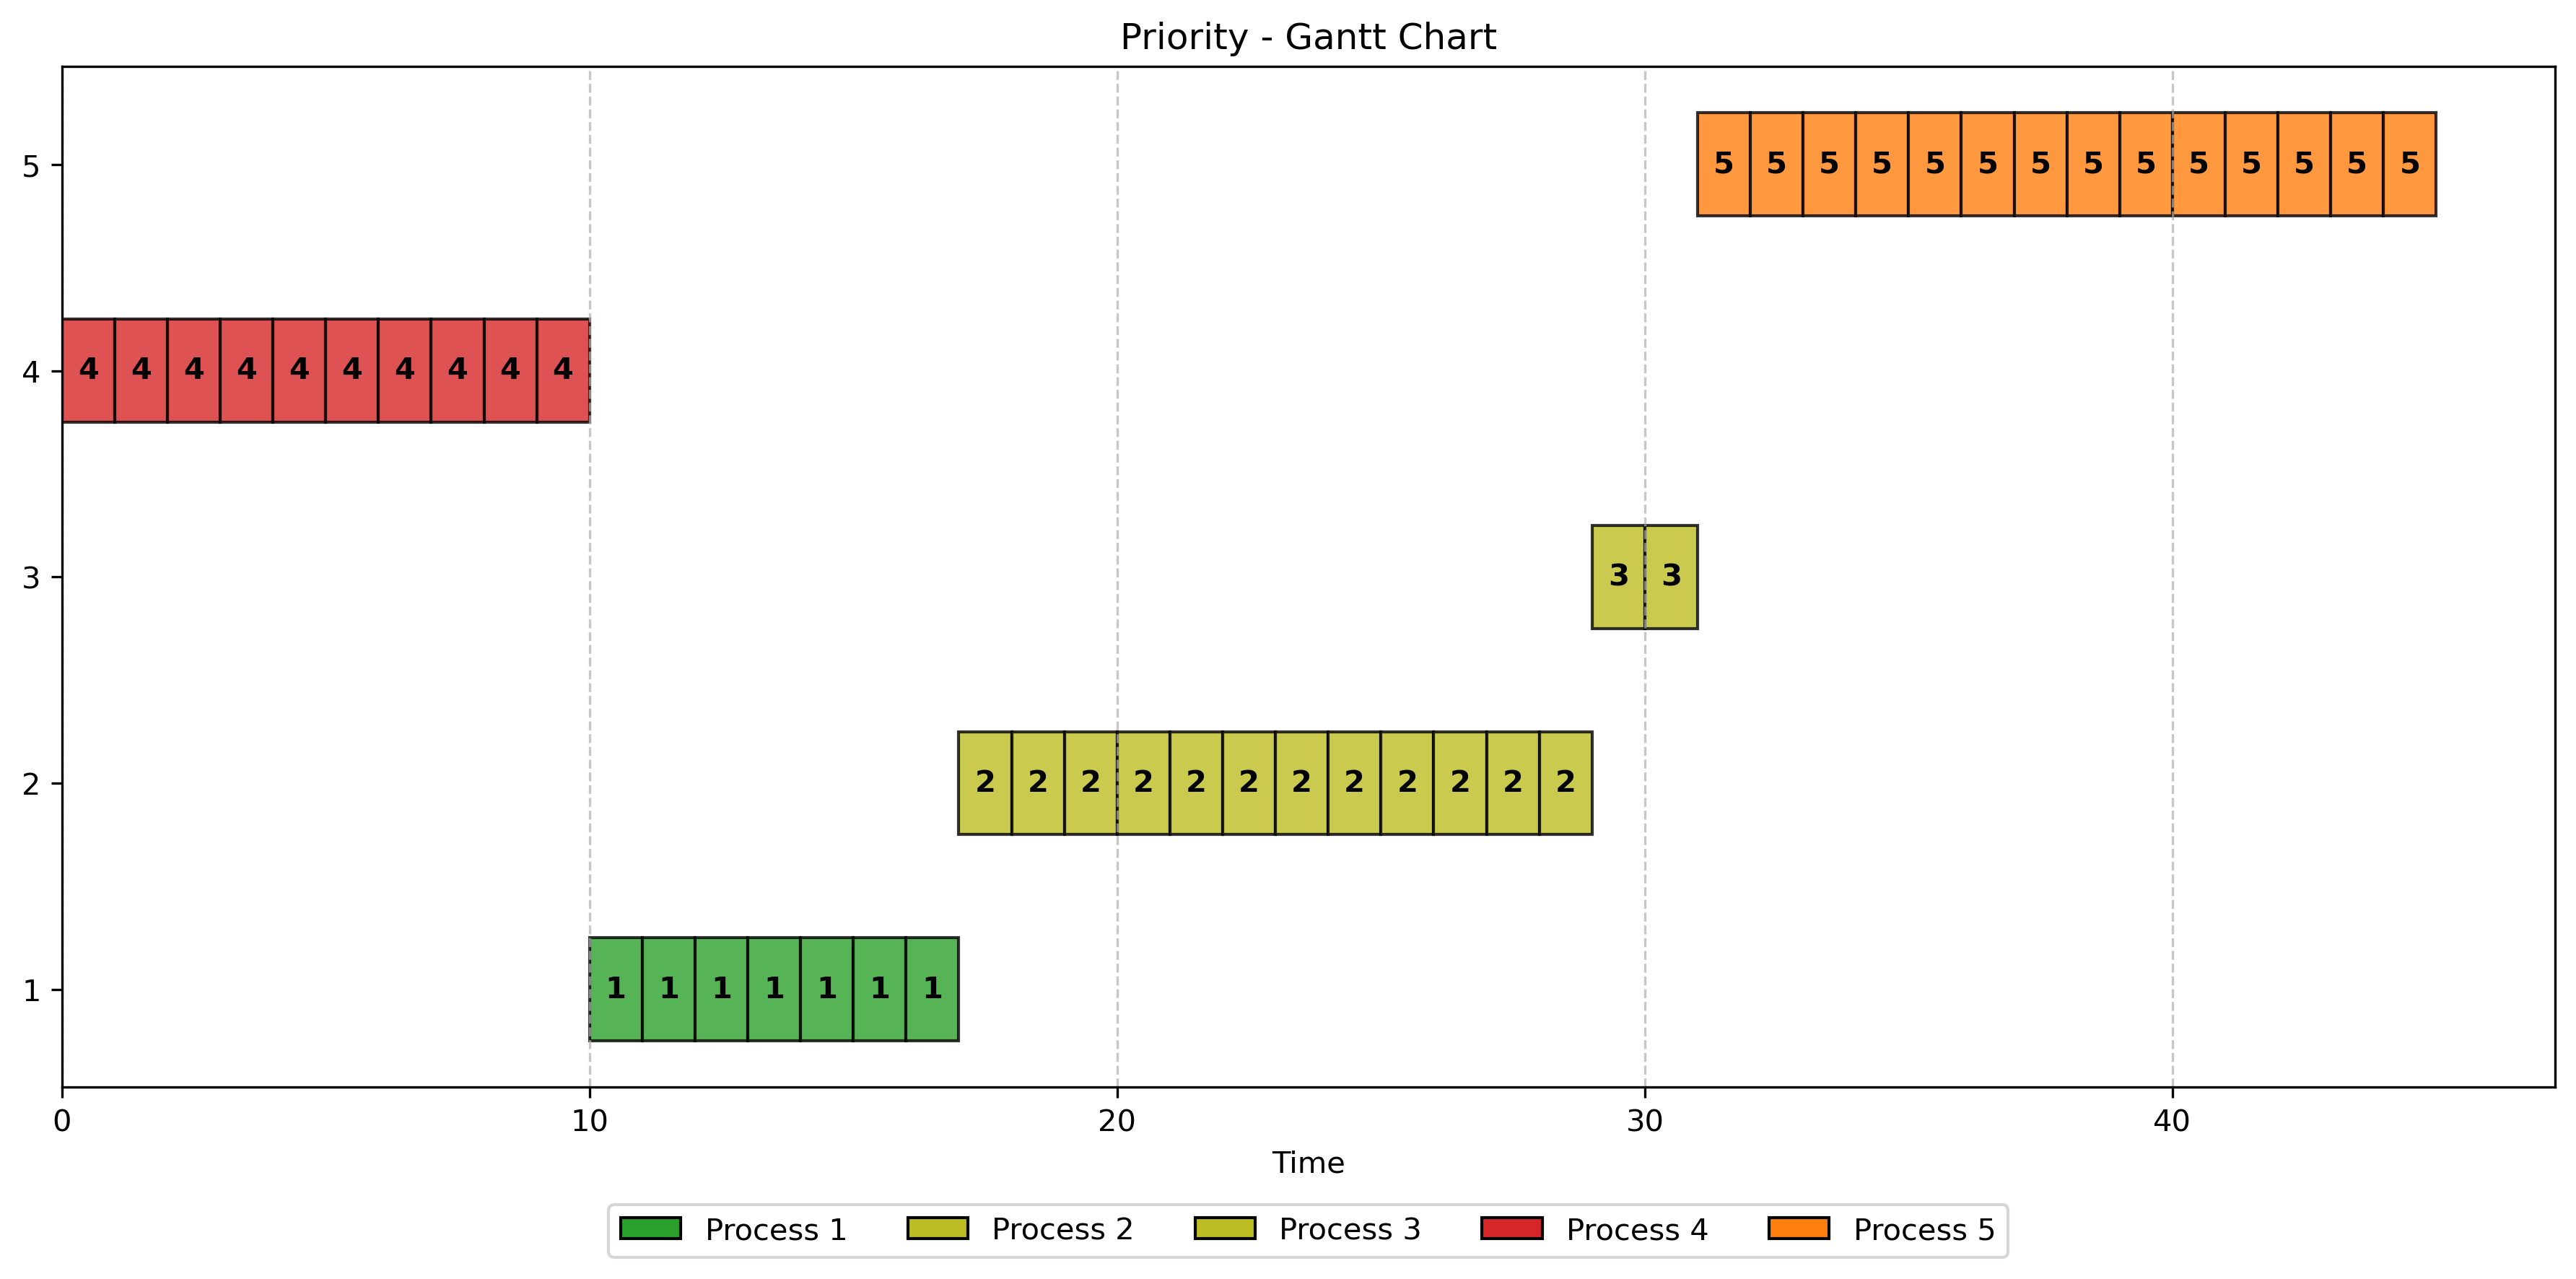 Priority - Gantt Chart
5 5 5 5 5 5 5 5 5 5 5 5 5 5 5
4 4 4 4 4 4 4 4 4 4 4
3 3 3
2 2 2 2 2 2 2 2 2 2 2 2 2
1 1 1 1 1 1 1 1
0 10 20 30 40
Time
Process 1 Process 2 Process 3 Process 4 Process 5